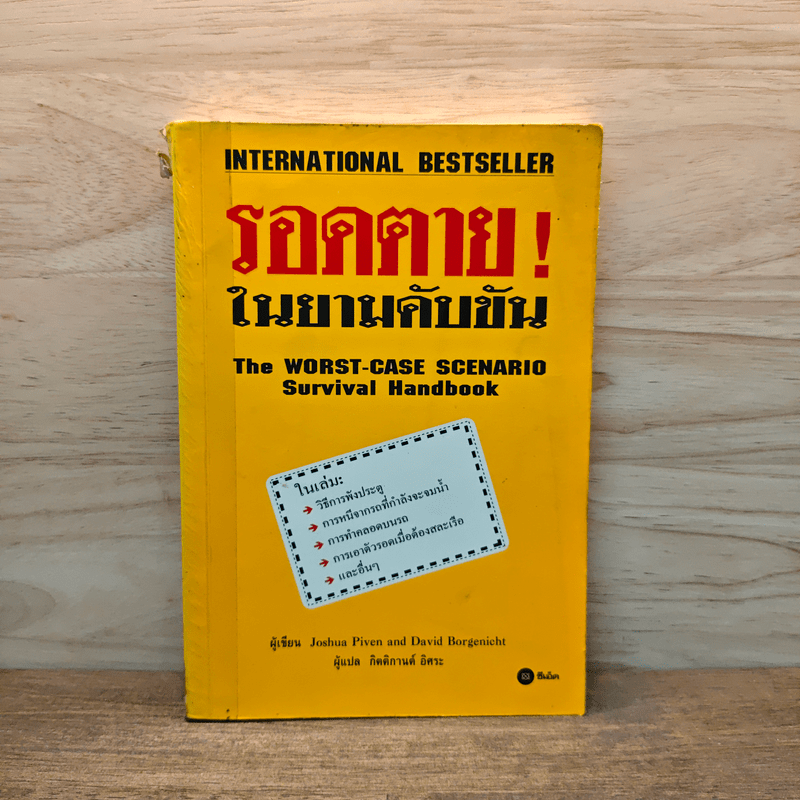 INTERNATIONAL BESTSELLER
รอดตาย!
ในยามคับขัน
The WORST-CASE SCENARIO
Survival Handbook
ในเล่ม:
วิธีการพังประตู
การหนีจากรถที่กำลังจะจมน้ำ
การทำคลอดบนรถ
การเอาตัวรอดเมื่อต้องสละเรือ
และอื่นๆ
ผู้เขียน Joshua Piven and David Borgenicht
ผู้แปล กิตติกานต์ อิศระ
ซีเอ็ด